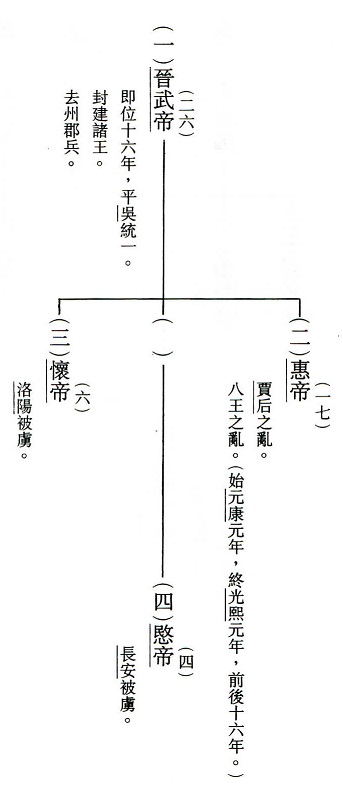 (一)晉武帝
(二六)
即位十六年，平吳統一。
封建諸王。
去州郡兵。
(二)惠帝
(一七)
賈后之亂。
八王之亂。(始元康元年，終光熙元年，前後十六年。)
( )
(四)愍帝
(四)
長安被虜。
(三)懷帝
(六)
洛陽被虜。